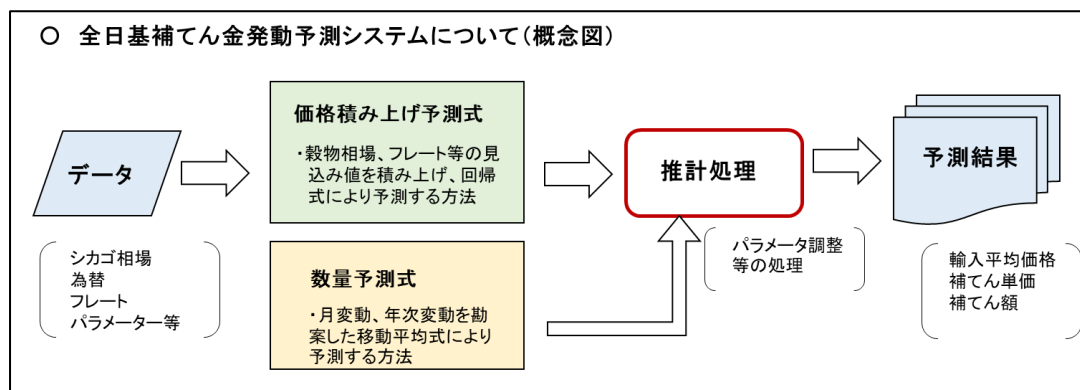 ○ 全日基補てん金発動予測システムについて(概念図)
データ
シカゴ相場
為替
フレート
パラメーター等
価格積み上げ予測式
・穀物相場、フレート等の見
込み値を積み上げ、回帰
式により予測する方法
数量予測式
・月変動、年次変動を勘
案した移動平均式により
予測する方法
推計処理
パラメータ調整
等の処理
予測結果
輸入平均価格
補てん単価
補てん額